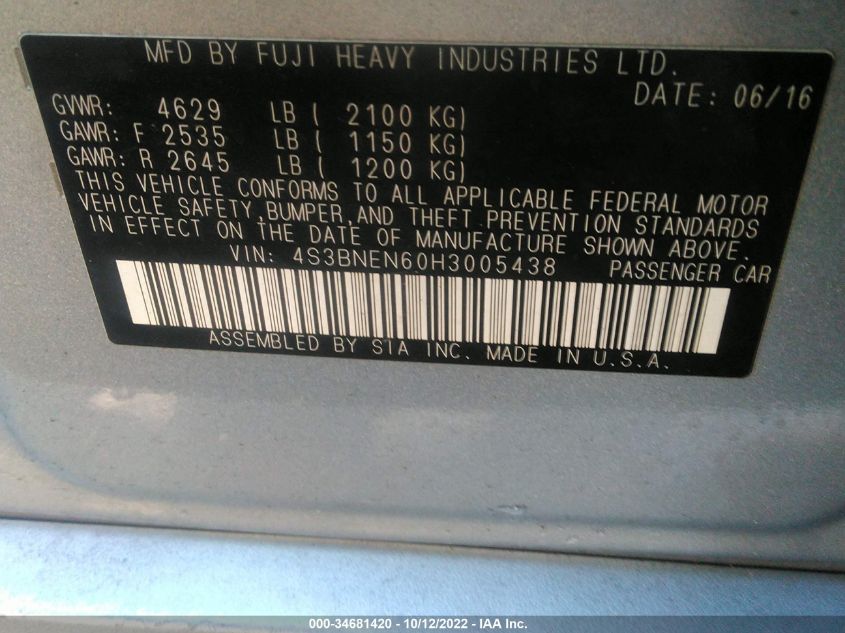 MFD BY FUJI HEAVY INDUSTRIES LTD.
DATE: 06/16
GVWR: 4629 LB ( 2100 KG)
GAWR: F 2535 LB ( 1150 KG)
GAWR: R 2645 LB ( 1200 KG)
THIS VEHICLE CONFORMS TO ALL APPLICABLE FEDERAL MOTOR
VEHICLE SAFETY,BUMPER,AND THEFT PREVENTION STANDARDS
IN EFFECT ON THE DATE OF MANUFACTURE SHOWN ABOVE.
VIN: 4S3BNEN60H3005438 PASSENGER CAR
ASSEMBLED BY SIA INC. MADE IN U.S.A.
000-34681420 - 10/12/2022 - IAA Inc.